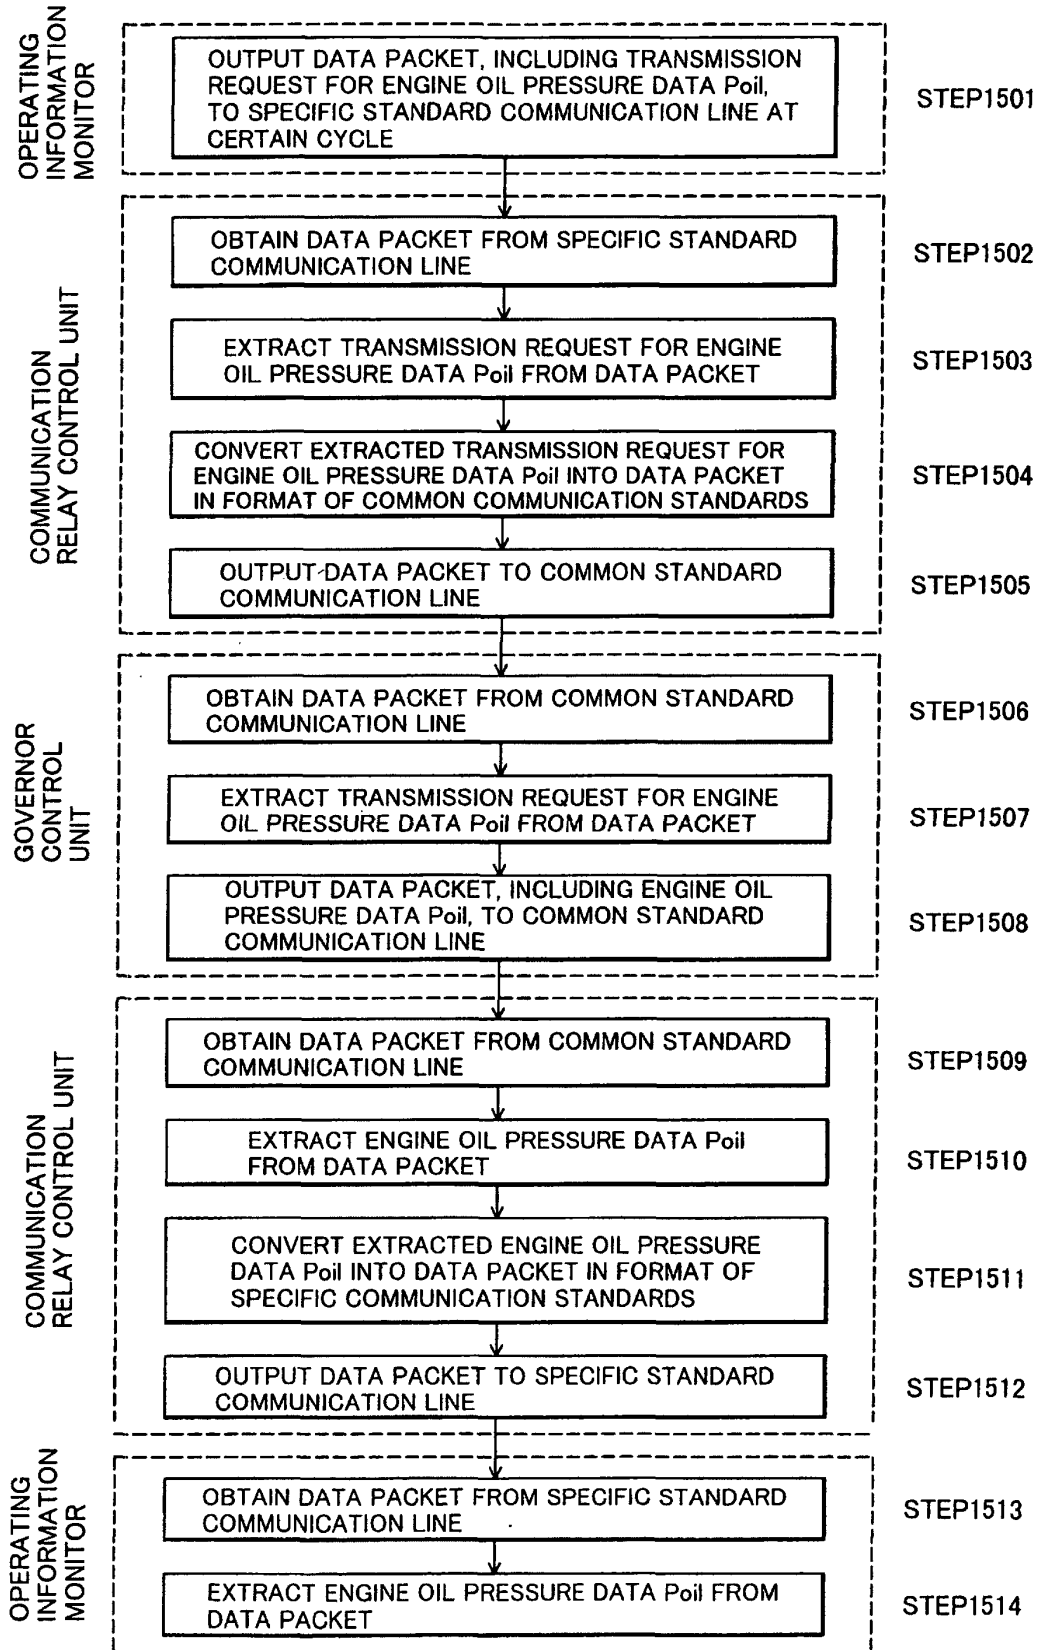 OPERATING
INFORMATION
MONITOR
OUTPUT DATA PACKET, INCLUDING TRANSMISSION
REQUEST FOR ENGINE OIL PRESSURE DATA Poil,
TO SPECIFIC STANDARD COMMUNICATION LINE AT
CERTAIN CYCLE
STEP1501
COMMUNICATION
RELAY CONTROL UNIT
OBTAIN DATA PACKET FROM SPECIFIC STANDARD
COMMUNICATION LINE
STEP1502
EXTRACT TRANSMISSION REQUEST FOR ENGINE
OIL PRESSURE DATA Poil FROM DATA PACKET
STEP1503
CONVERT EXTRACTED TRANSMISSION REQUEST FOR
ENGINE OIL PRESSURE DATA Poil INTO DATA PACKET
IN FORMAT OF COMMON COMMUNICATION STANDARDS
STEP1504
OUTPUT DATA PACKET TO COMMON STANDARD
COMMUNICATION LINE
STEP1505
GOVERNOR
CONTROL
UNIT
OBTAIN DATA PACKET FROM COMMON STANDARD
COMMUNICATION LINE
STEP1506
EXTRACT TRANSMISSION REQUEST FOR ENGINE
OIL PRESSURE DATA Poil FROM DATA PACKET
STEP1507
OUTPUT DATA PACKET, INCLUDING ENGINE OIL
PRESSURE DATA Poil, TO COMMON STANDARD
COMMUNICATION LINE
STEP1508
COMMUNICATION
RELAY CONTROL UNIT
OBTAIN DATA PACKET FROM COMMON STANDARD
COMMUNICATION LINE
STEP1509
EXTRACT ENGINE OIL PRESSURE DATA Poil
FROM DATA PACKET
STEP1510
CONVERT EXTRACTED ENGINE OIL PRESSURE
DATA Poil INTO DATA PACKET IN FORMAT OF
SPECIFIC COMMUNICATION STANDARDS
STEP1511
OUTPUT DATA PACKET TO SPECIFIC STANDARD
COMMUNICATION LINE
STEP1512
OPERATING
INFORMATION
MONITOR
OBTAIN DATA PACKET FROM SPECIFIC STANDARD
COMMUNICATION LINE
STEP1513
EXTRACT ENGINE OIL PRESSURE DATA Poil FROM
DATA PACKET
STEP1514